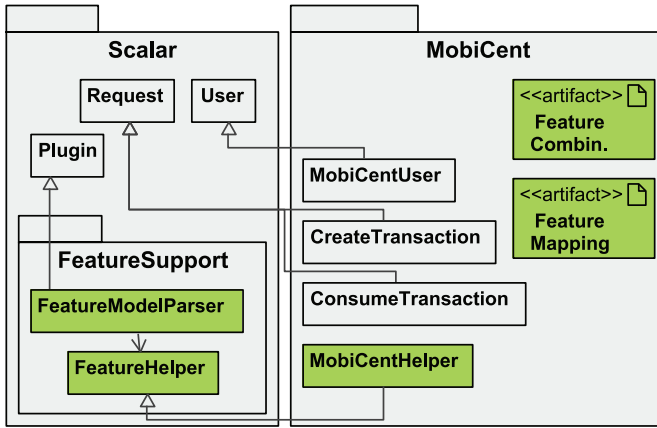 Scalar
Request
User
Plugin
FeatureSupport
FeatureModelParser
FeatureHelper
MobiCent
<<artifact>>
Feature
Combin.
<<artifact>>
Feature
Mapping
MobiCentUser
CreateTransaction
ConsumeTransaction
MobiCentHelper